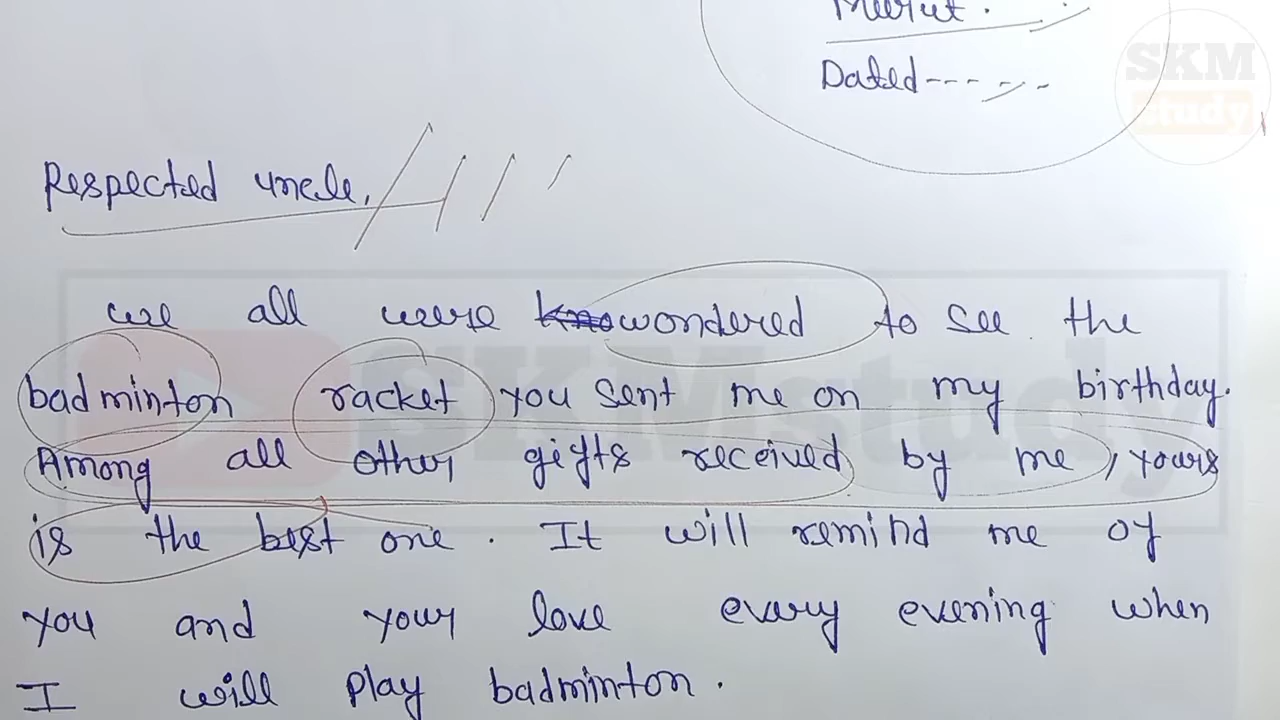 Meerut.
Dated-----
SKM
study
Respected uncle,
we all were wondered to see the
badminton racket you sent me on my birthday.
Among all other gifts received by me, yours
is the best one. It will remind me of
you and your love evary evening when
I will play badminton.
SKMstudy